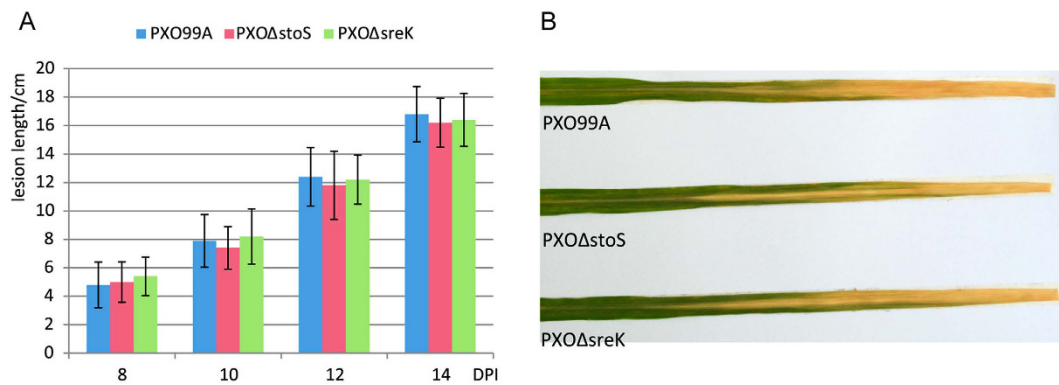 A
PXO99A PXOΔstoS PXOΔsreK
lesion length/cm
20
18
16
14
12
10
8
6
4
2
0
8 10 12 14 DPI
B
PXO99A
PXOΔstoS
PXOΔsreK